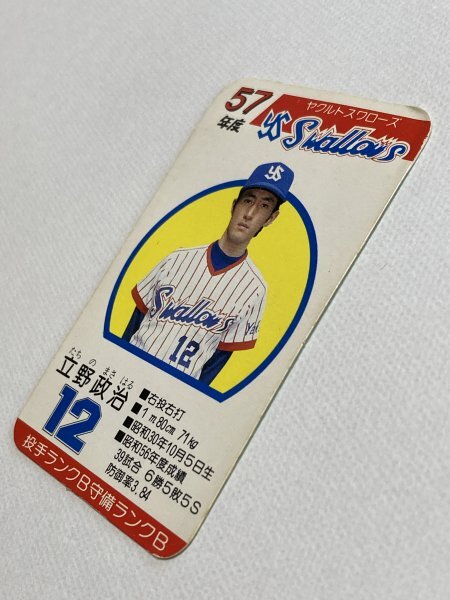 57
年度
ヤクルトスワローズ
YS Swallows
YS
Swallows
12
たちの まさはる
立野政治
12
■右投右打
■1m80cm 71kg
■昭和30年10月5日生
■昭和56年度成績
39試合 6勝5敗5S
防御率3.84
投手ランクB守備ランクB